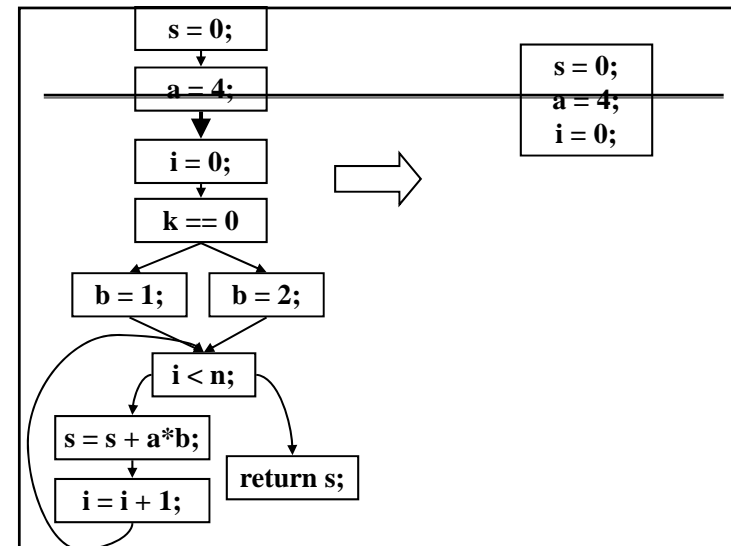 s = 0;
a = 4;
i = 0;
k == 0
b = 1;
b = 2;
i < n;
s = s + a*b;
return s;
i = i + 1;
s = 0;
a = 4;
i = 0;